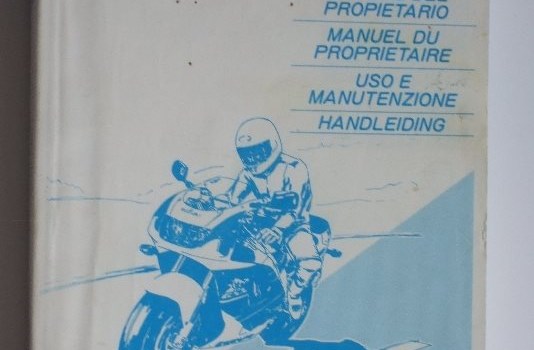 PROPIETARIO
MANUEL DU
PROPRIETAIRE
USO E
MANUTENZIONE
HANDLEIDING